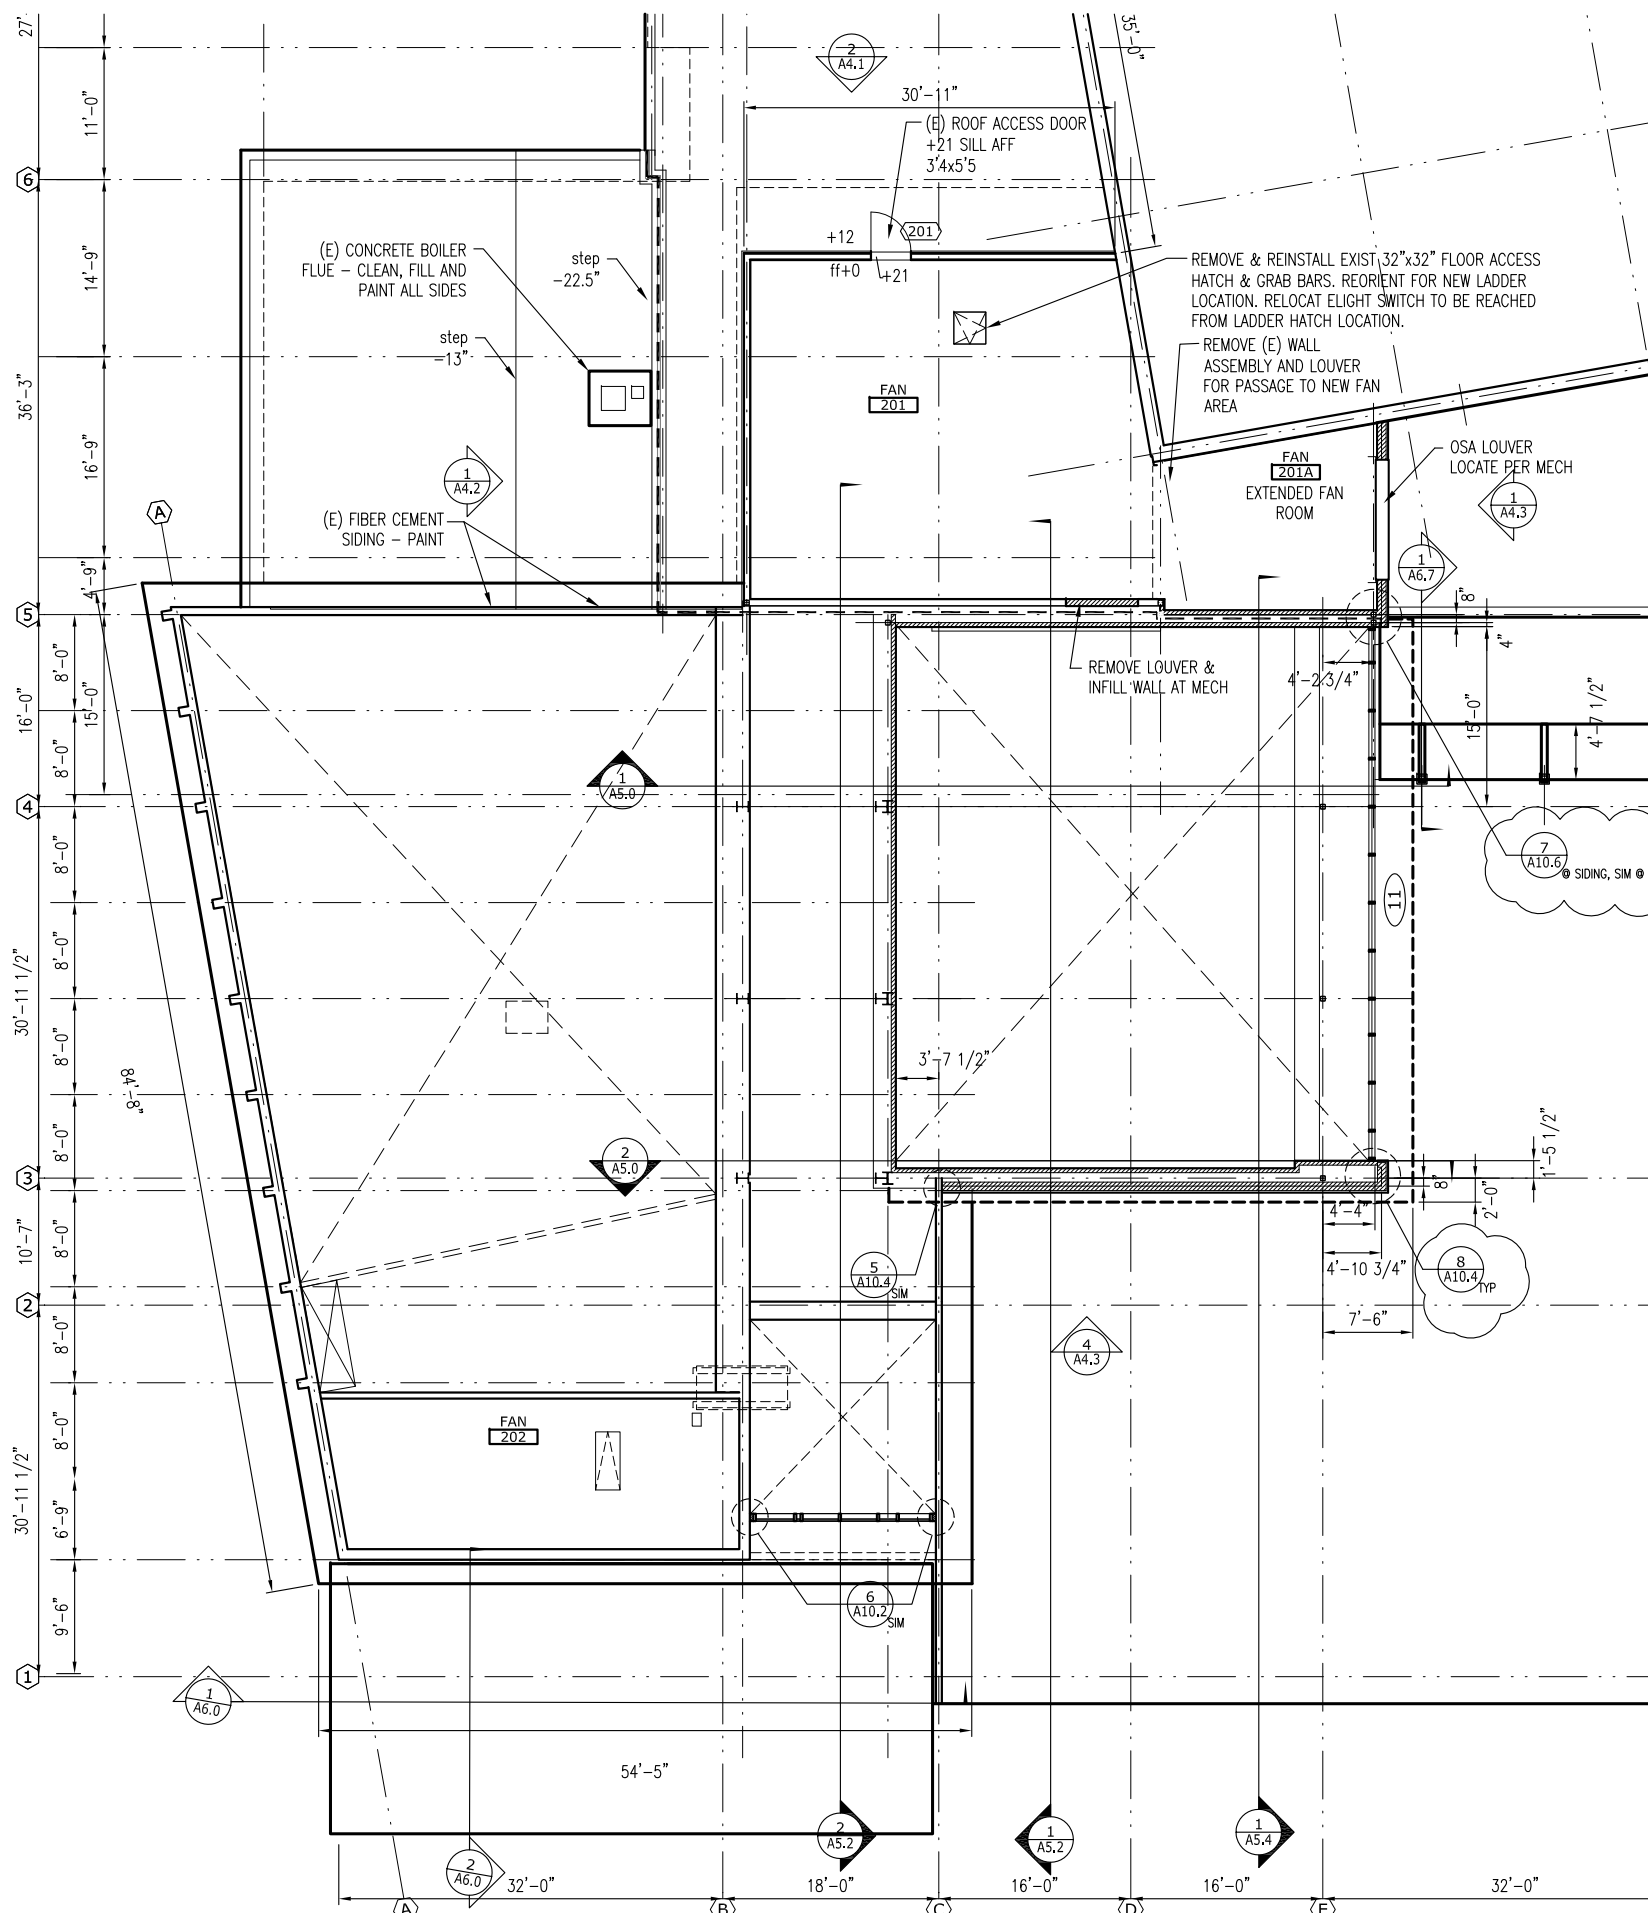 27'
11'-0"
2
A4.1
35'-0"
30'-11"
(E) ROOF ACCESS DOOR
+21 SILL AFF
3'4x5'5
6
201
+12
ff+0
+21
(E) CONCRETE BOILER
FLUE – CLEAN, FILL AND
PAINT ALL SIDES
step
-22.5"
14'-9"
REMOVE & REINSTALL EXIST 32"x32" FLOOR ACCESS
HATCH & GRAB BARS. REORIENT FOR NEW LADDER
LOCATION. RELOCAT ELIGHT SWITCH TO BE REACHED
FROM LADDER HATCH LOCATION.
step
-13"
REMOVE (E) WALL
ASSEMBLY AND LOUVER
FOR PASSAGE TO NEW FAN
AREA
36'-3"
FAN
201
16'-9"
1
A4.2
FAN
201A
EXTENDED FAN
ROOM
OSA LOUVER
LOCATE PER MECH
1
A4.3
A
(E) FIBER CEMENT
SIDING – PAINT
4'-9"
1
A6.7
5
8"
4"
8'-0"
16'-0"
15'-0"
REMOVE LOUVER &
INFILL WALL AT MECH
4'-2 3/4"
15'-0"
4'-7 1/2"
8'-0"
1
A5.0
4
8'-0"
7
A10.6
@ SIDING, SIM @
11
8'-0"
30'-11 1/2"
8'-0"
3'-7 1/2"
84'-8"
8'-0"
2
A5.0
3
1'-5 1/2"
8"
2'-0"
4'-4"
10'-7"
8'-0"
5
A10.4
SIM
4'-10 3/4"
8
A10.4
TYP
2
7'-6"
8'-0"
4
A4.3
FAN
202
8'-0"
30'-11 1/2"
6'-9"
9'-6"
6
A10.2
SIM
1
1
A6.0
54'-5"
2
A5.2
1
A5.2
1
A5.4
2
A6.0
32'-0"
18'-0"
16'-0"
16'-0"
32'-0"
A
B
C
D